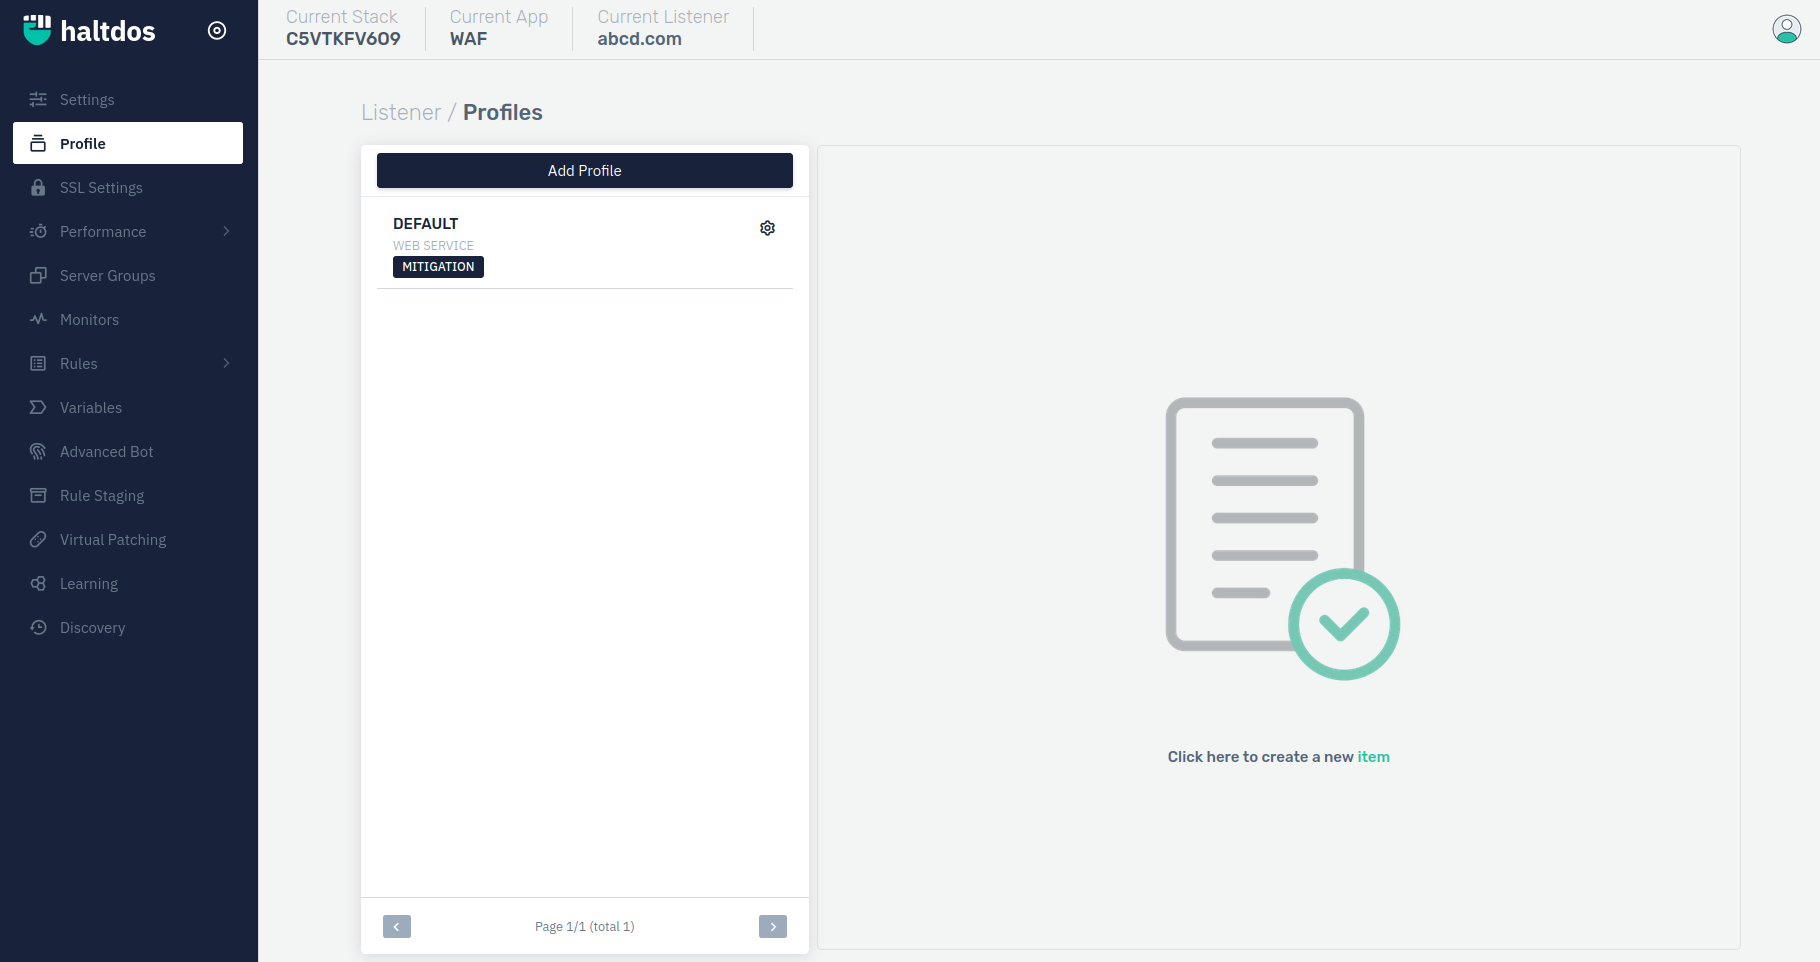 haltdos
Settings
Profile
SSL Settings
Performance
Server Groups
Monitors
Rules
Variables
Advanced Bot
Rule Staging
Virtual Patching
Learning
Discovery
Current Stack
C5VTKFV6O9
Current App
WAF
Current Listener
abcd.com
Listener / Profiles
Add Profile
DEFAULT
WEB SERVICE
MITIGATION
Page 1/1 (total 1)
Click here to create a new item